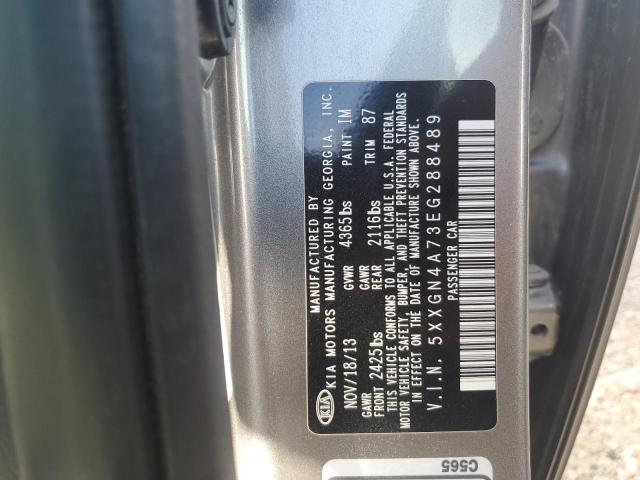 MANUFACTURED BY
KIA KIA MOTORS MANUFACTURING GEORGIA, INC.
NOV/18/13 GVWR 4365lbs PAINT IM
GAWR FRONT 2425lbs GAWR REAR 2116lbs TRIM 87
THIS VEHICLE CONFORMS TO ALL APPLICABLE U.S.A. FEDERAL
MOTOR VEHICLE SAFETY, BUMPER, AND THEFT PREVENTION STANDARDS
IN EFFECT ON THE DATE OF MANUFACTURE SHOWN ABOVE.
V.I.N. 5XXGN4A73EG288489
PASSENGER CAR
C565